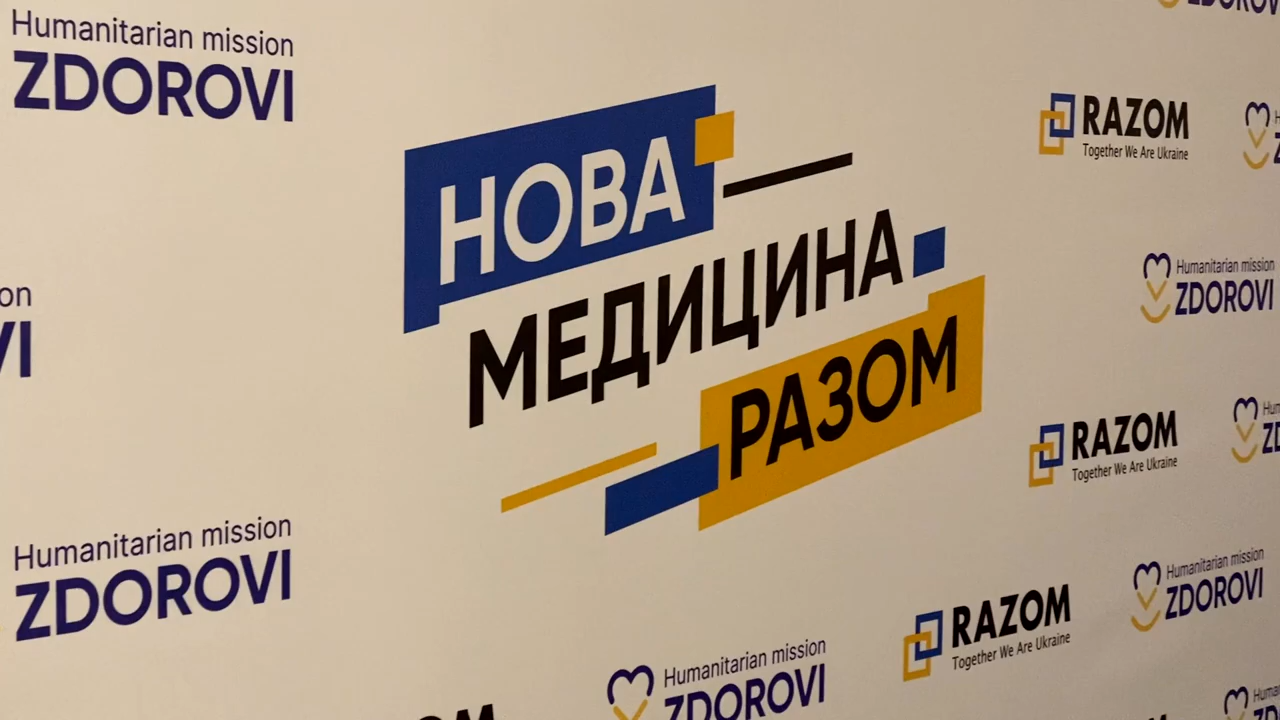 Humanitarian mission
ZDOROVI
НОВА
МЕДИЦИНА
РАЗОМ
RAZOM
Together We Are Ukraine
Humanitarian mission
ZDOROVI
RAZOM
Together We Are Ukraine
Humanitarian mission
ZDOROVI
Humanitarian mission
ZDOROVI
RAZOM
Together We Are Ukraine
Humanitarian mission
ZDOROVI